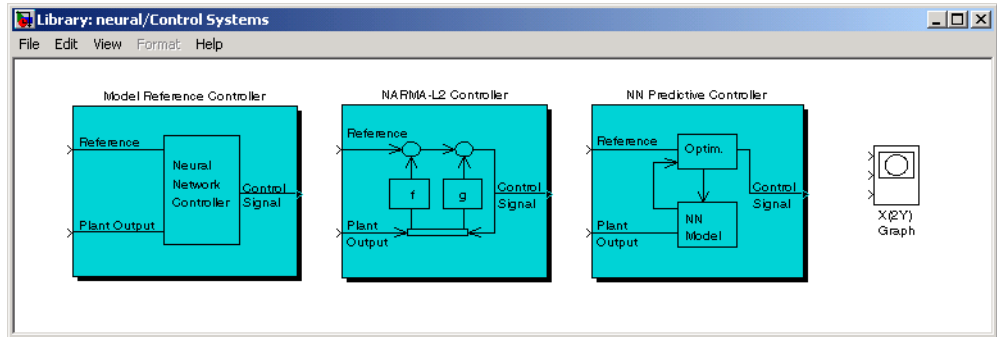 Library: neural/Control Systems
File Edit View Format Help
Model Reference Controller
Reference
Neural
Network
Controller
Control
Signal
Plant Output
NARMA-L2 Controller
Reference
f
g
Control
Signal
Plant
Output
NN Predictive Controller
Reference
Optim.
Control
Signal
NN
Model
Plant
Output
X(2Y)
Graph